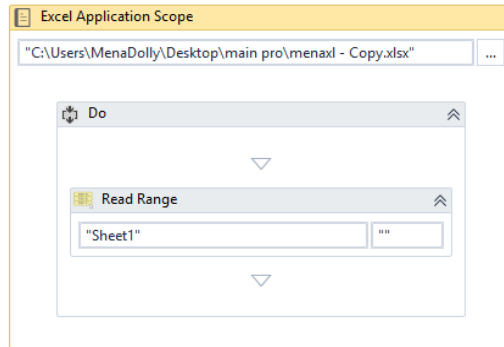 Excel Application Scope
"C:\Users\MenaDolly\Desktop\main pro\menaxl - Copy.xlsx"
...
Do
Read Range
"Sheet1"
""